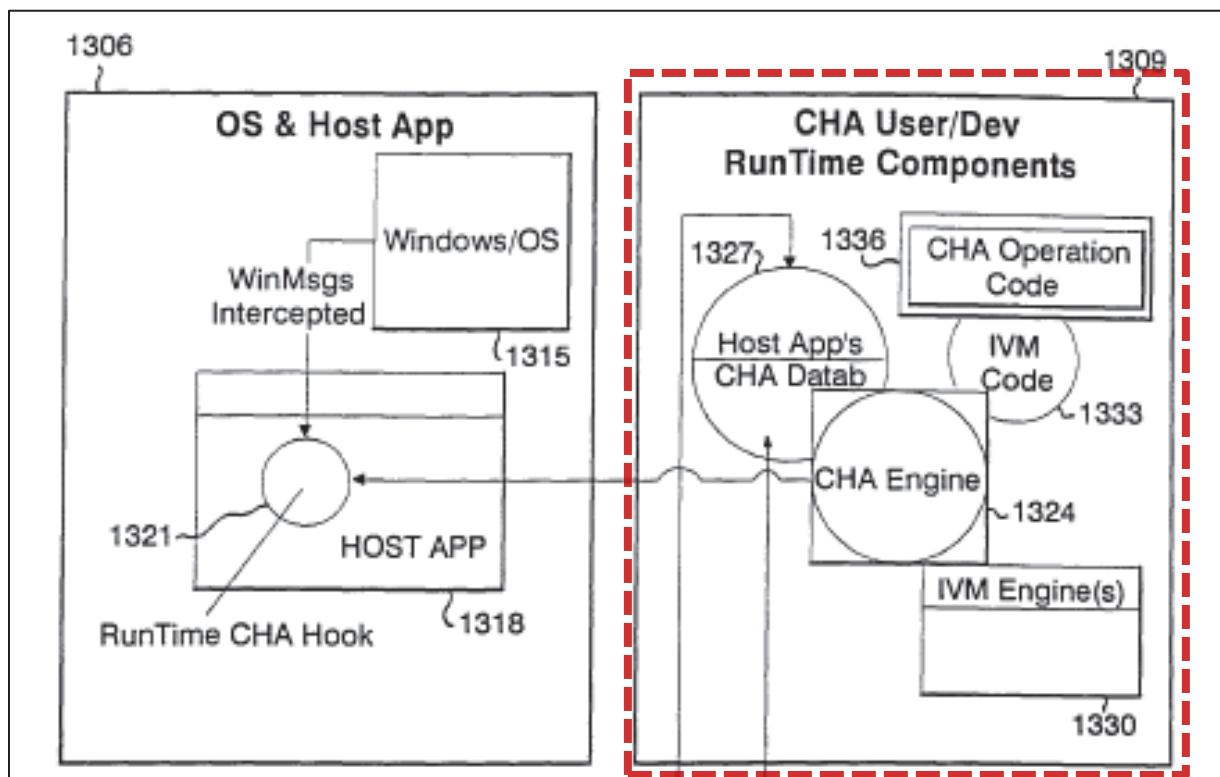 1306
1309
OS & Host App
CHA User/Dev
RunTime Components
Windows/OS
WinMsgs
Intercepted
1315
1327
1336
CHA Operation
Code
Host App's
CHA Datab
IVM
Code
1333
CHA Engine
1324
1321
HOST APP
1318
RunTime CHA Hook
IVM Engine(s)
1330